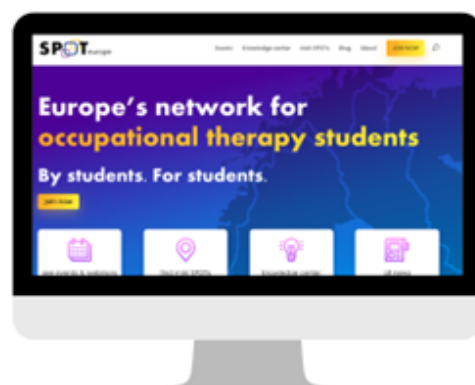 SPOT europe
Events Knowledge center Visit SPOTs Blog About JOIN NOW
Europe's network for
occupational therapy students
By students. For students.
Join now
Knowledge center